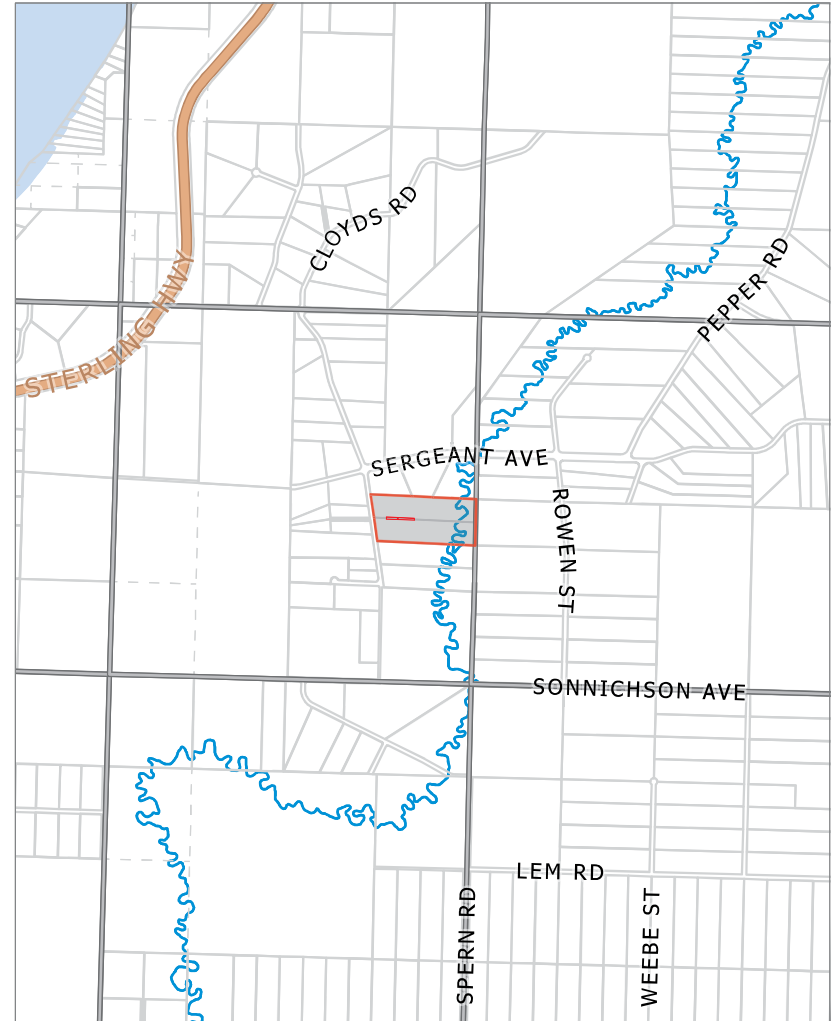 CLOYDS RD
PEPPER RD
STERLING HWY
SERGEANT AVE
ROWEN ST
SONNICHSON AVE
LEM RD
SPERN RD
WEEBE ST